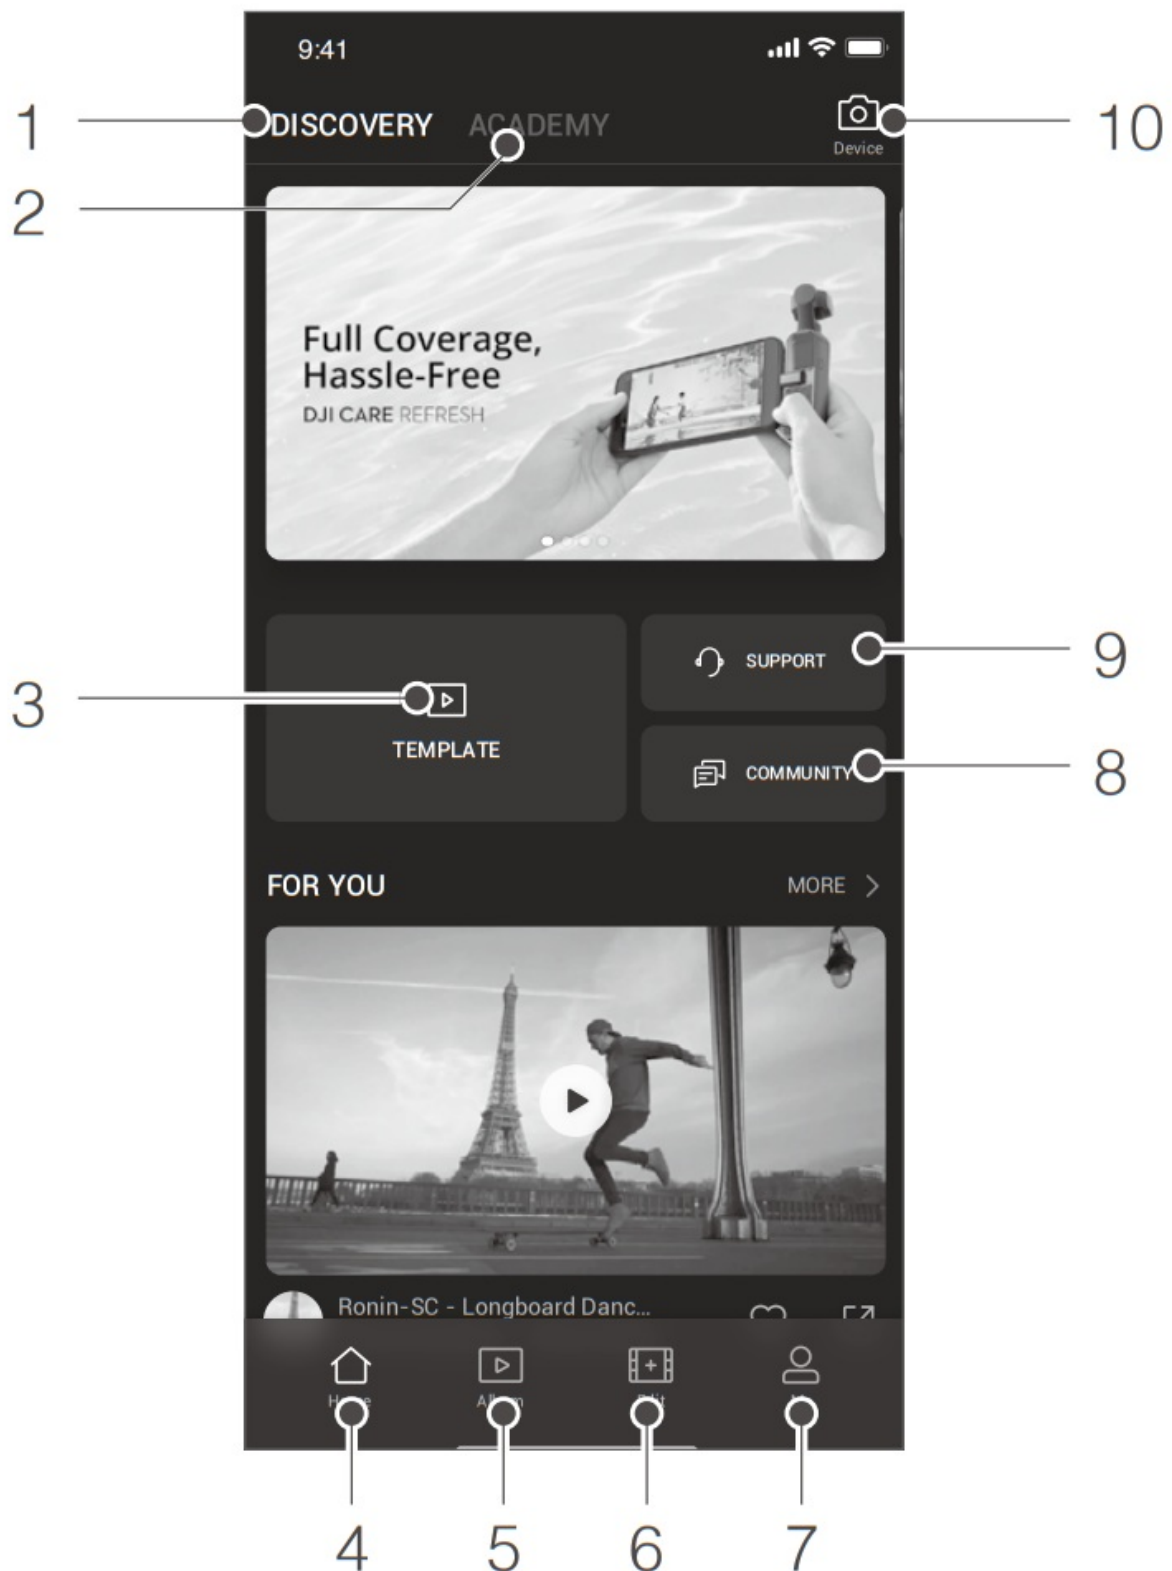 9:41
1
DISCOVERY ACADEMY
10
Device
2
Full Coverage,
Hassle-Free
DJI CARE REFRESH
SUPPORT
9
3
TEMPLATE
COMMUNITY
8
FOR YOU
MORE
Ronin-SC - Longboard Danc...
4
5
6
7